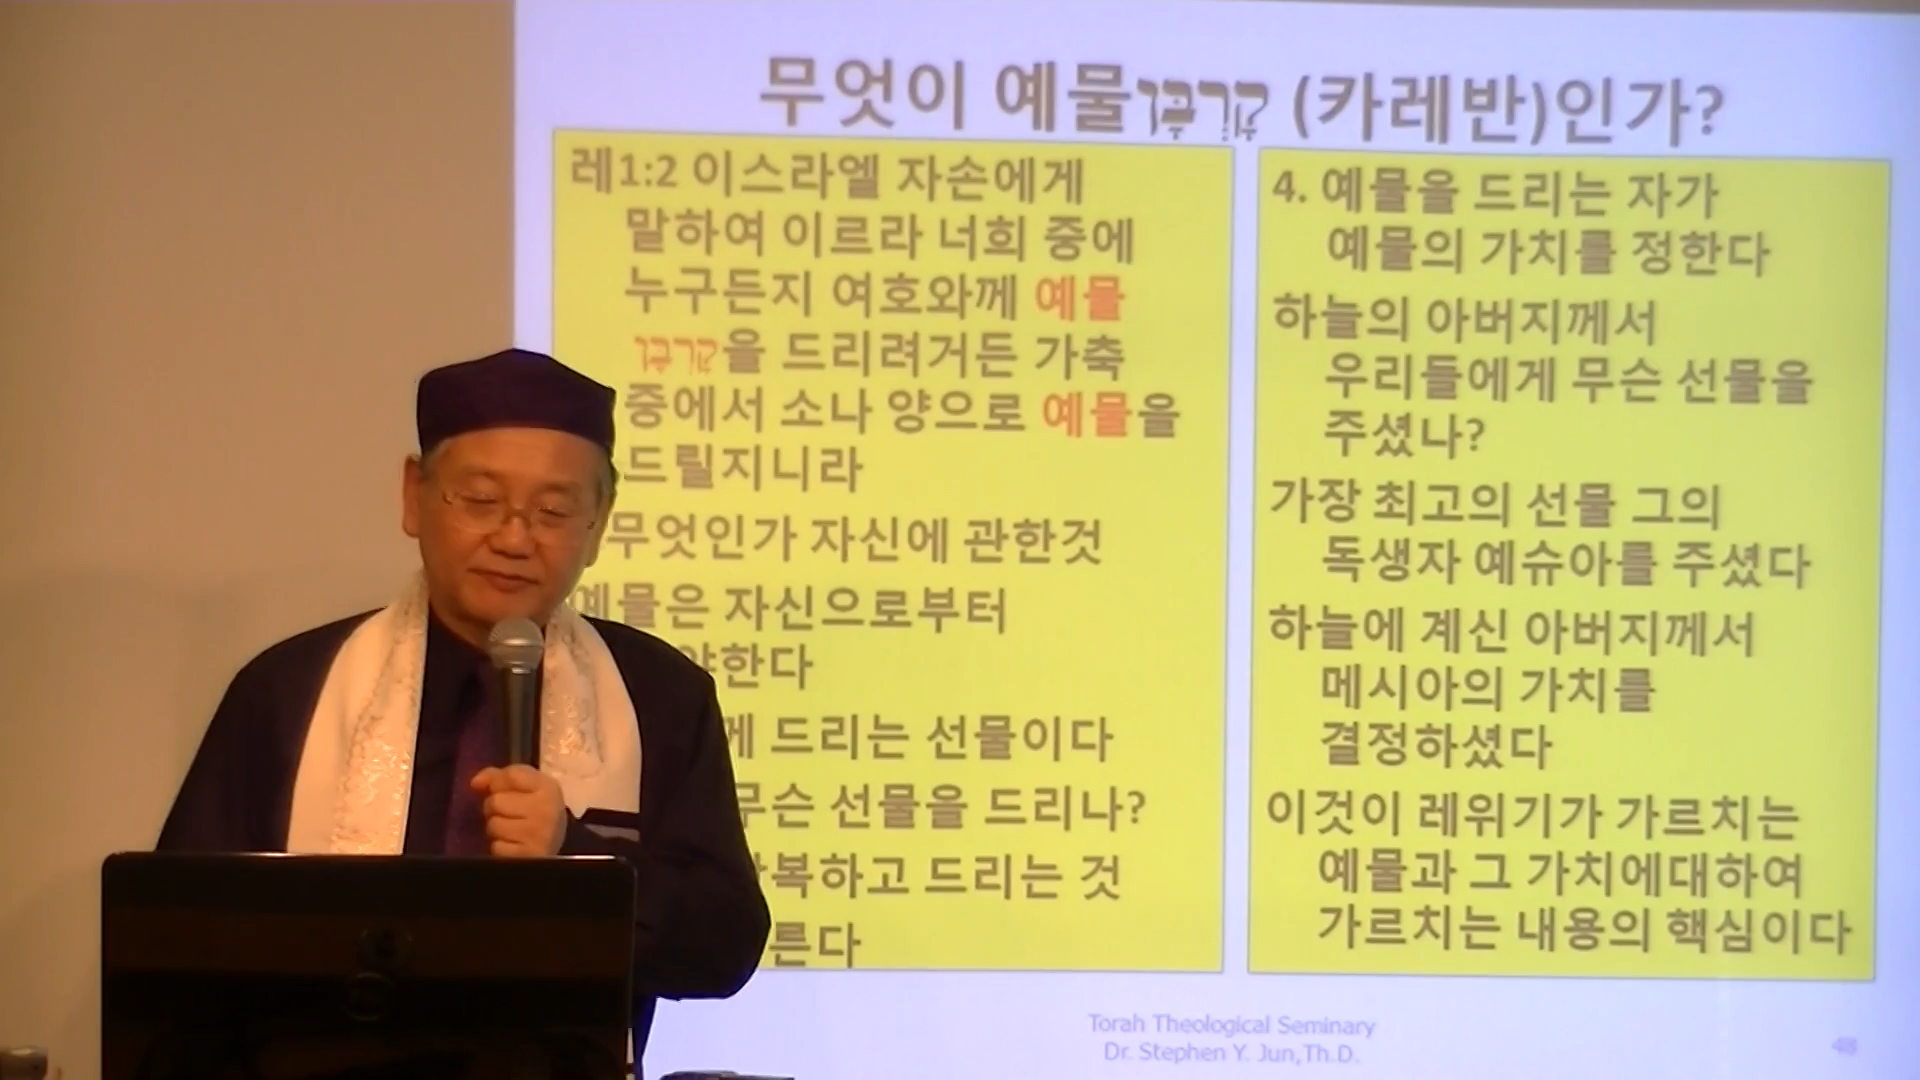 무엇이 예물קָרְבָּן (카레반)인가?
레1:2 이스라엘 자손에게
말하여 이르라 너희 중에
누구든지 여호와께 예물
קָרְבָּן을 드리려거든 가축
중에서 소나 양으로 예물을
드릴지니라
무엇인가 자신에 관한것
예물은 자신으로부터
한다
께 드리는 선물이다
무슨 선물을 드리나?
복하고 드리는 것
른다
4. 예물을 드리는 자가
예물의 가치를 정한다
하늘의 아버지께서
우리들에게 무슨 선물을
주셨나?
가장 최고의 선물 그의
독생자 예슈아를 주셨다
하늘에 계신 아버지께서
메시아의 가치를
결정하셨다
이것이 레위기가 가르치는
예물과 그 가치에대하여
가르치는 내용의 핵심이다
Torah Theological Seminary
Dr. Stephen Y. Jun,Th.D.
48